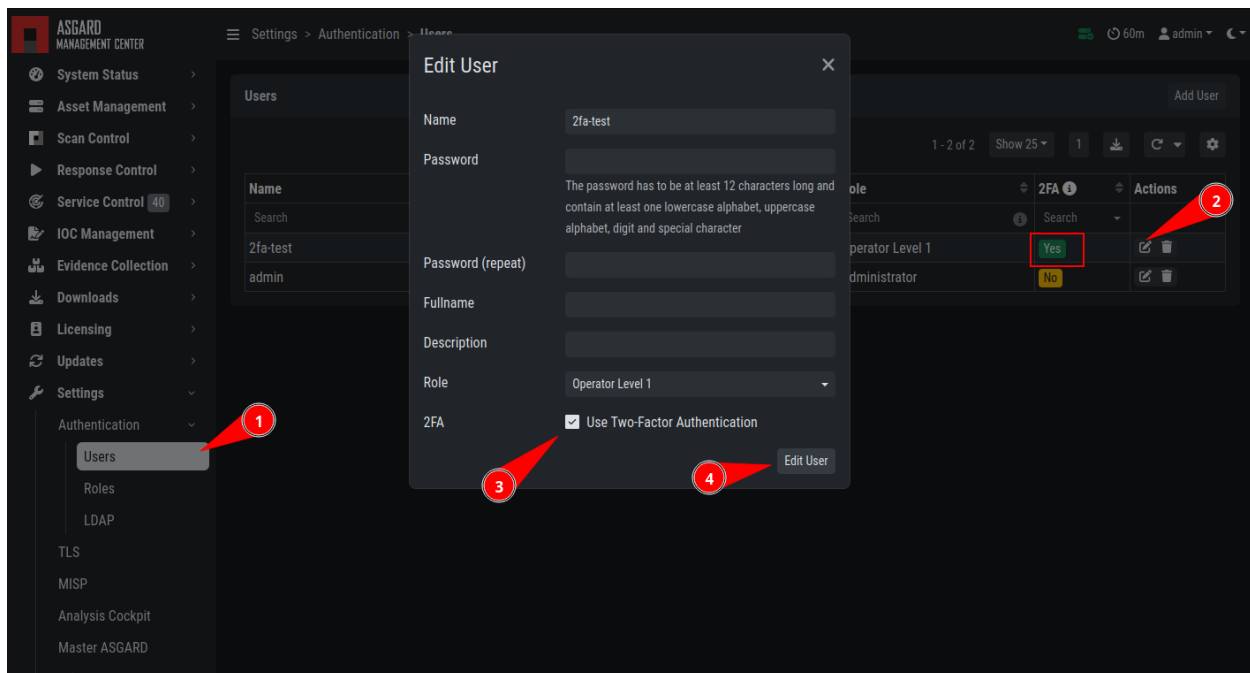 ASGARD
MANAGEMENT CENTER
Settings > Authentication > Users
60m admin
System Status
Asset Management
Scan Control
Response Control
Service Control 40
IOC Management
Evidence Collection
Downloads
Licensing
Updates
Settings
Authentication
Users
Roles
LDAP
TLS
MISP
Analysis Cockpit
Master ASGARD
Users
Add User
1 - 2 of 2 Show 25 1
Name
ole
2FA
Actions
Search
Search
Search
2fa-test
perator Level 1
Yes
admin
dministrator
No
Edit User
Name
2fa-test
Password
The password has to be at least 12 characters long and
contain at least one lowercase alphabet, uppercase
alphabet, digit and special character
Password (repeat)
Fullname
Description
Role
Operator Level 1
2FA
Use Two-Factor Authentication
Edit User
1
2
3
4